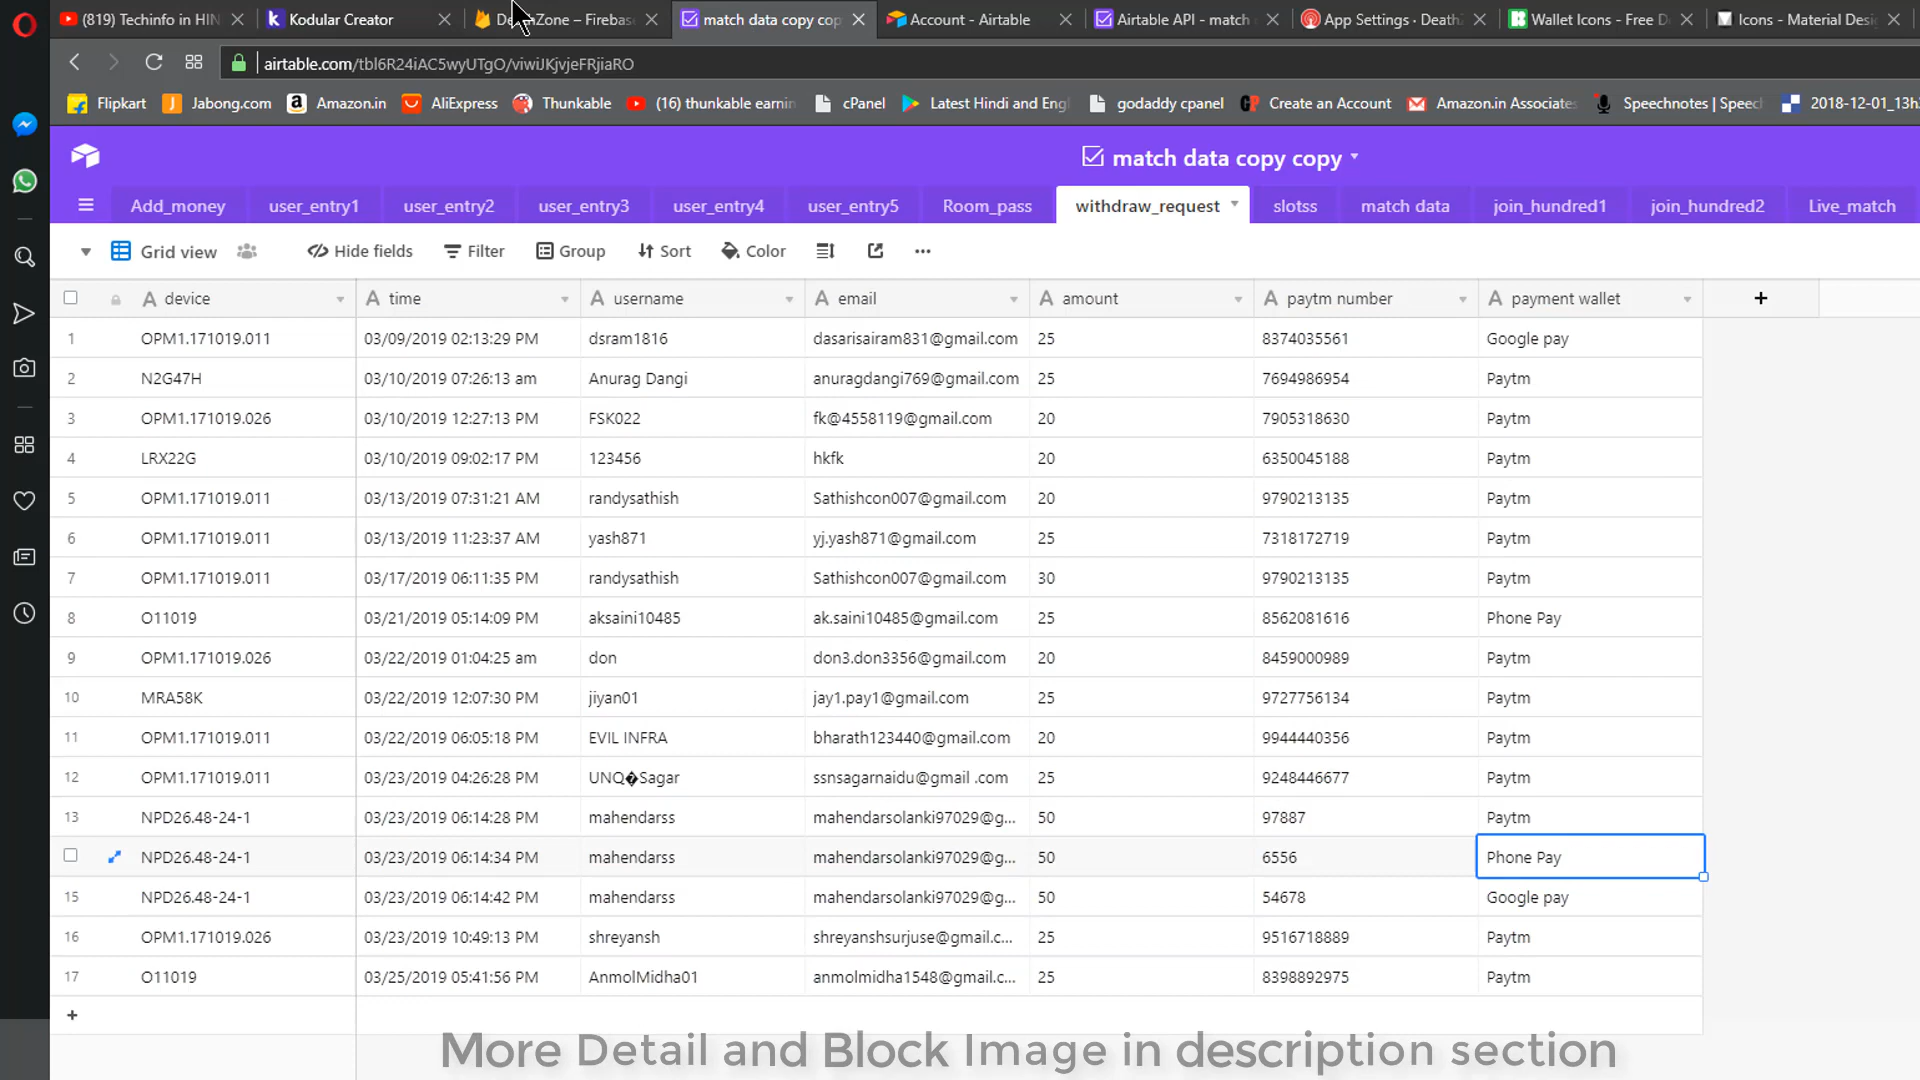 (819) Techinfo in HIN
Kodular Creator
Zone – Firebas
match data copy cop
Account - Airtable
Airtable API - match
App Settings - Death
Wallet Icons - Free D
Icons - Material Desi
airtable.com/tbl6R24iAC5wyUTgO/viwiJKjvjeFRjiaRO
Flipkart
Jabong.com
Amazon.in
AliExpress
Thunkable
(16) thunkable earnin
cPanel
Latest Hindi and Engl
godaddy cpanel
Create an Account
Amazon.in Associates
Speechnotes | Speec
2018-12-01_13h
match data copy copy
Add_money
user_entry1
user_entry2
user_entry3
user_entry4
user_entry5
Room_pass
withdraw_request
slotss
match data
join_hundred1
join_hundred2
Live_match
Grid view
Hide fields
Filter
Group
Sort
Color
device time username email amount paytm number payment wallet
1 OPM1.171019.011 03/09/2019 02:13:29 PM dsram1816 dasarisairam831@gmail.com 25 8374035561 Google pay
2 N2G47H 03/10/2019 07:26:13 am Anurag Dangi anuragdangi769@gmail.com 25 7694986954 Paytm
3 OPM1.171019.026 03/10/2019 12:27:13 PM FSK022 fk@4558119@gmail.com 20 7905318630 Paytm
4 LRX22G 03/10/2019 09:02:17 PM 123456 hkfk 20 6350045188 Paytm
5 OPM1.171019.011 03/13/2019 07:31:21 AM randysathish Sathishcon007@gmail.com 20 9790213135 Paytm
6 OPM1.171019.011 03/13/2019 11:23:37 AM yash871 yj.yash871@gmail.com 25 7318172719 Paytm
7 OPM1.171019.011 03/17/2019 06:11:35 PM randysathish Sathishcon007@gmail.com 30 9790213135 Paytm
8 O11019 03/21/2019 05:14:09 PM aksaini10485 ak.saini10485@gmail.com 25 8562081616 Phone Pay
9 OPM1.171019.026 03/22/2019 01:04:25 am don don3.don3356@gmail.com 20 8459000989 Paytm
10 MRA58K 03/22/2019 12:07:30 PM jiyan01 jay1.pay1@gmail.com 25 9727756134 Paytm
11 OPM1.171019.011 03/22/2019 06:05:18 PM EVIL INFRA bharath123440@gmail.com 20 9944440356 Paytm
12 OPM1.171019.011 03/23/2019 04:26:28 PM UNQ�Sagar ssnsagarnaidu@gmail .com 25 9248446677 Paytm
13 NPD26.48-24-1 03/23/2019 06:14:28 PM mahendarss mahendarsolanki97029@g... 50 97887 Paytm
NPD26.48-24-1 03/23/2019 06:14:34 PM mahendarss mahendarsolanki97029@g... 50 6556 Phone Pay
15 NPD26.48-24-1 03/23/2019 06:14:42 PM mahendarss mahendarsolanki97029@g... 50 54678 Google pay
16 OPM1.171019.026 03/23/2019 10:49:13 PM shreyansh shreyanshsurjuse@gmail.c... 25 9516718889 Paytm
17 O11019 03/25/2019 05:41:56 PM AnmolMidha01 anmolmidha1548@gmail.c... 25 8398892975 Paytm
More Detail and Block Image in description section